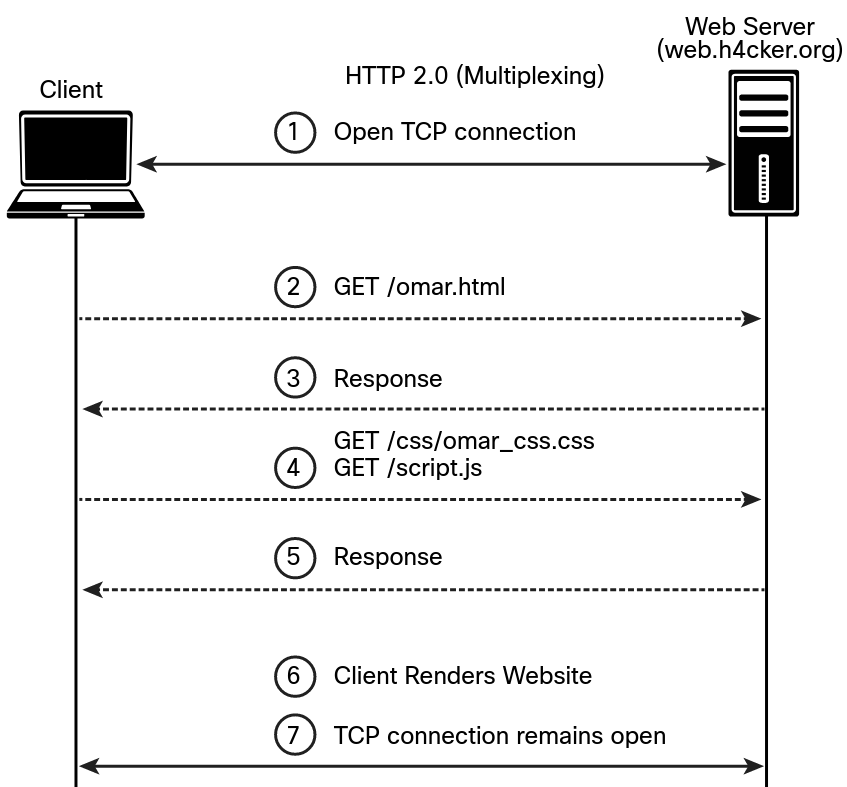 Web Server
(web.h4cker.org)
HTTP 2.0 (Multiplexing)
Client
1 Open TCP connection
2 GET /omar.html
3 Response
GET /css/omar_css.css
4 GET /script.js
5 Response
6 Client Renders Website
7 TCP connection remains open